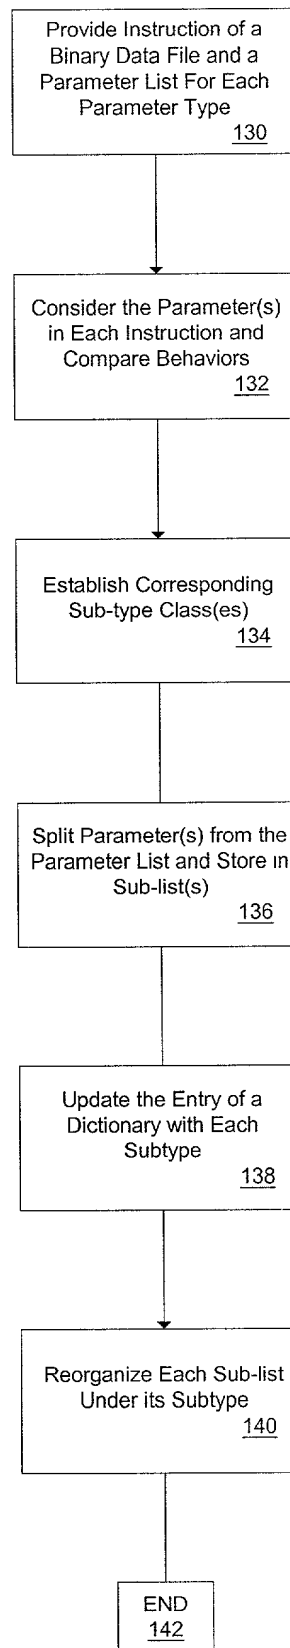 Provide Instruction of a
Binary Data File and a
Parameter List For Each
Parameter Type
130
Consider the Parameter(s)
in Each Instruction and
Compare Behaviors
132
Establish Corresponding
Sub-type Class(es)
134
Split Parameter(s) from the
Parameter List and Store in
Sub-list(s)
136
Update the Entry of a
Dictionary with Each
Subtype
138
Reorganize Each Sub-list
Under its Subtype
140
END
142